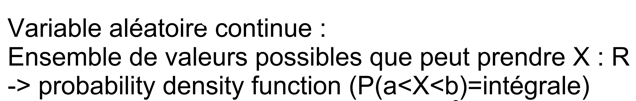 Variable aléatoire continue :
Ensemble de valeurs possibles que peut prendre X : R
-> probability density function (P(a<X<b)=intégrale)